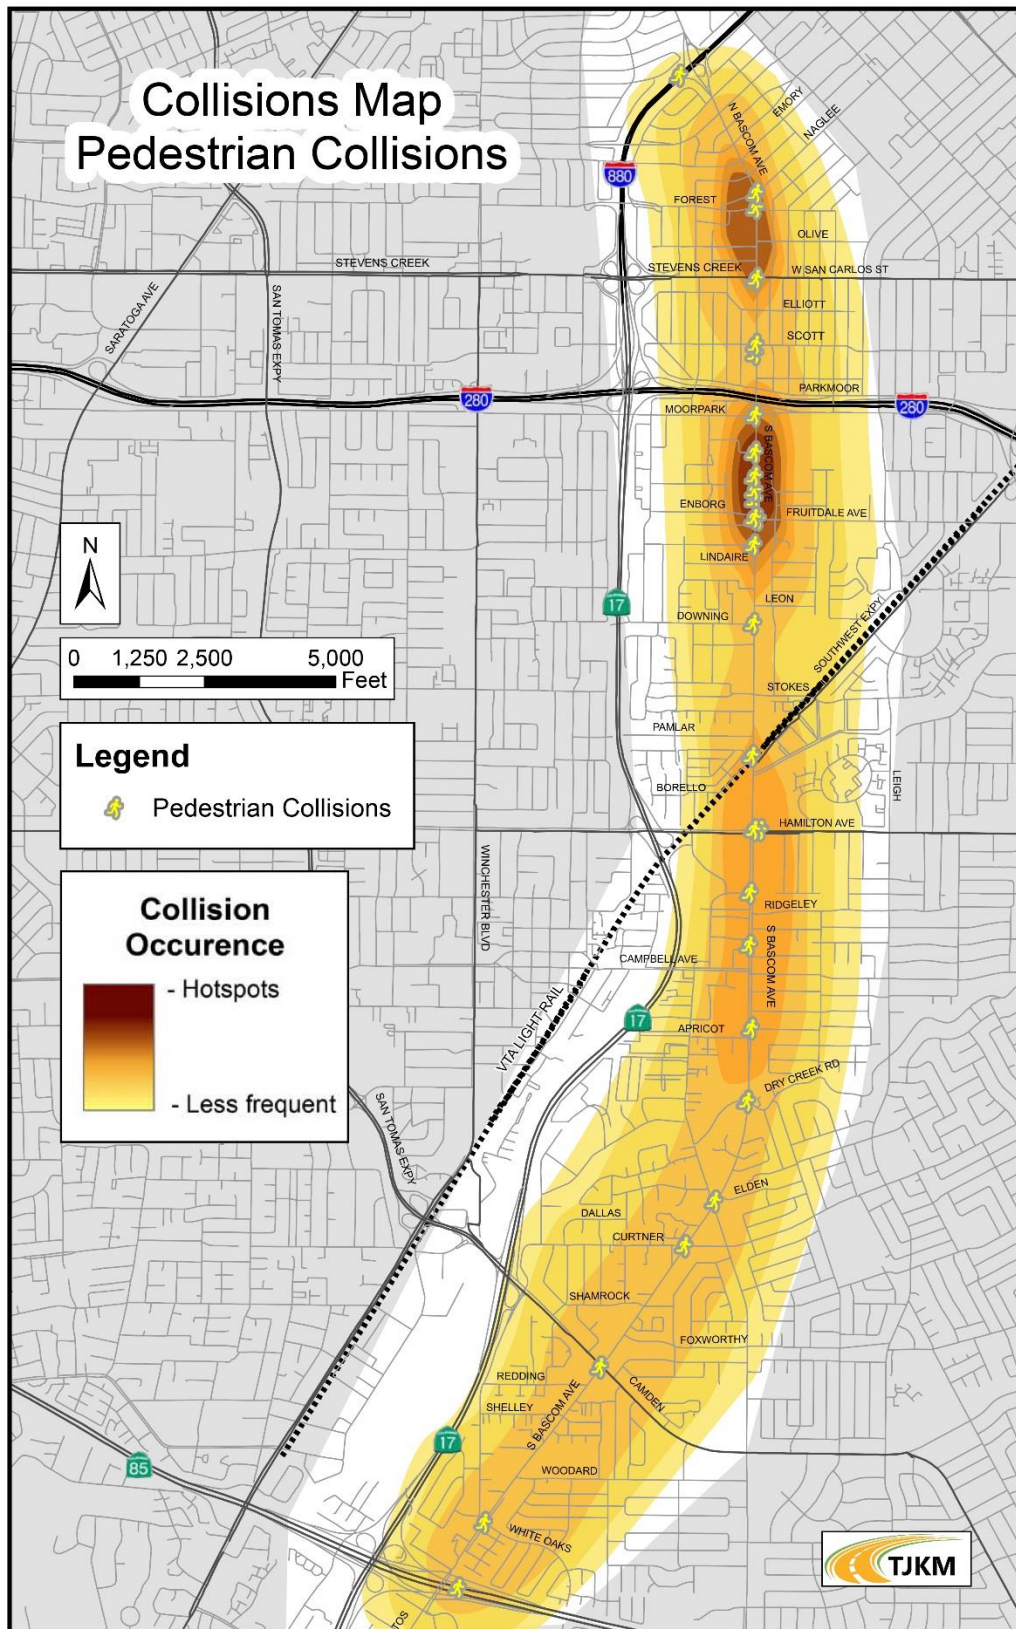 Collisions Map
Pedestrian Collisions
EMORY
NAGLEE
N BASCOM AVE
880
FOREST
OLIVE
STEVENS CREEK
STEVENS CREEK
W SAN CARLOS ST
SARATOGA AVE
SAN TOMAS EXPY
ELLIOTT
SCOTT
PARKMOOR
280
MOORPARK
280
S BASCOM AVE
ENBORG
FRUITDALE AVE
N
LINDAIRE
17
LEON
DOWNING
SOUTHWEST EXPY
0 1,250 2,500 5,000
Feet
STOKES
PAMLAR
Legend
Pedestrian Collisions
BORELLO
LEIGH
HAMILTON AVE
WINCHESTER BLVD
Collision
Occurence
- Hotspots
- Less frequent
RIDGELEY
S BASCOM AVE
CAMPBELL AVE
VTA LIGHT RAIL
17
APRICOT
DRY CREEK RD
SAN TOMAS EXPY
ELDEN
DALLAS
CURTNER
SHAMROCK
FOXWORTHY
REDDING
CAMDEN
SHELLEY
S BASCOM AVE
17
85
WOODARD
WHITE OAKS
TJKM
TOS